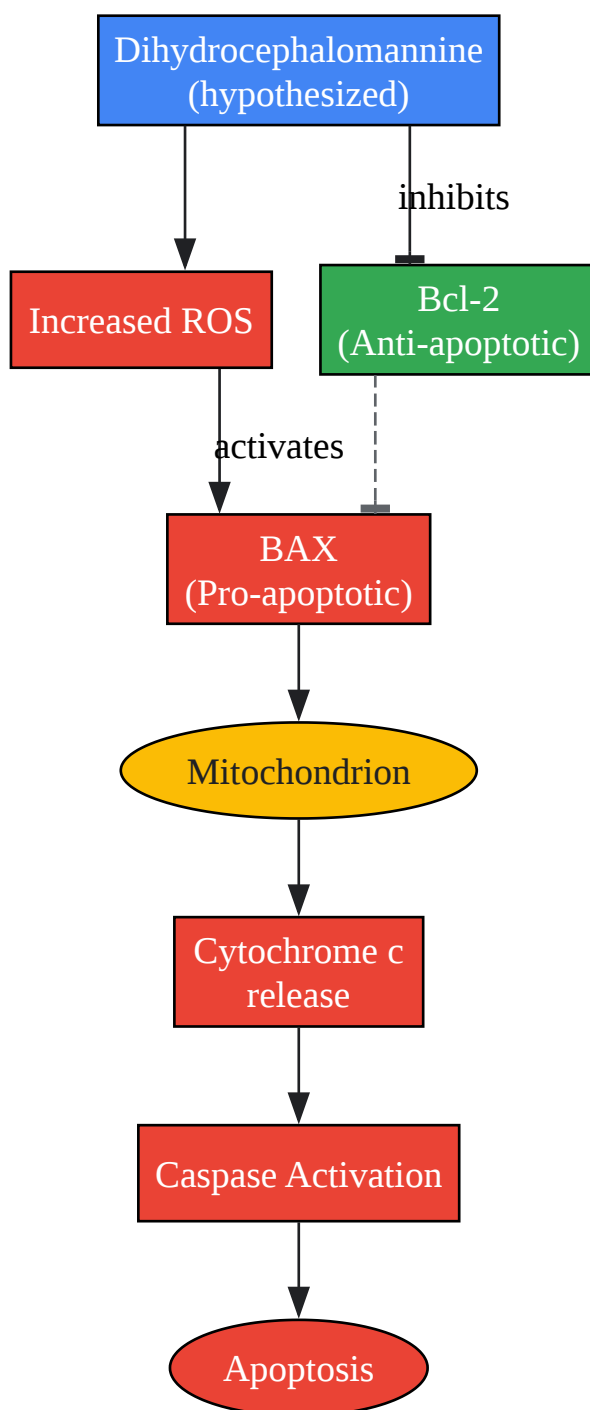 Dihydrocephalomannine
(hypothesized)
inhibits
Increased ROS
Bcl-2
(Anti-apoptotic)
activates
BAX
(Pro-apoptotic)
Mitochondrion
Cytochrome c
release
Caspase Activation
Apoptosis